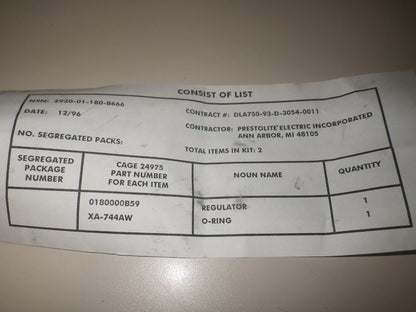 CONSIST OF LIST
NSN: 2920-01-180-8666
DATE: 12/96
CONTRACT #: DLA750-93-D-3054-0011
CONTRACTOR: PRESTOLITE ELECTRIC INCORPORATED
ANN ARBOR, MI 48105
NO. SEGREGATED PACKS:
TOTAL ITEMS IN KIT: 2
SEGREGATED PACKAGE NUMBER
CAGE 24975 PART NUMBER FOR EACH ITEM
NOUN NAME
QUANTITY
0180000B59 REGULATOR 1
XA-744AW O-RING 1